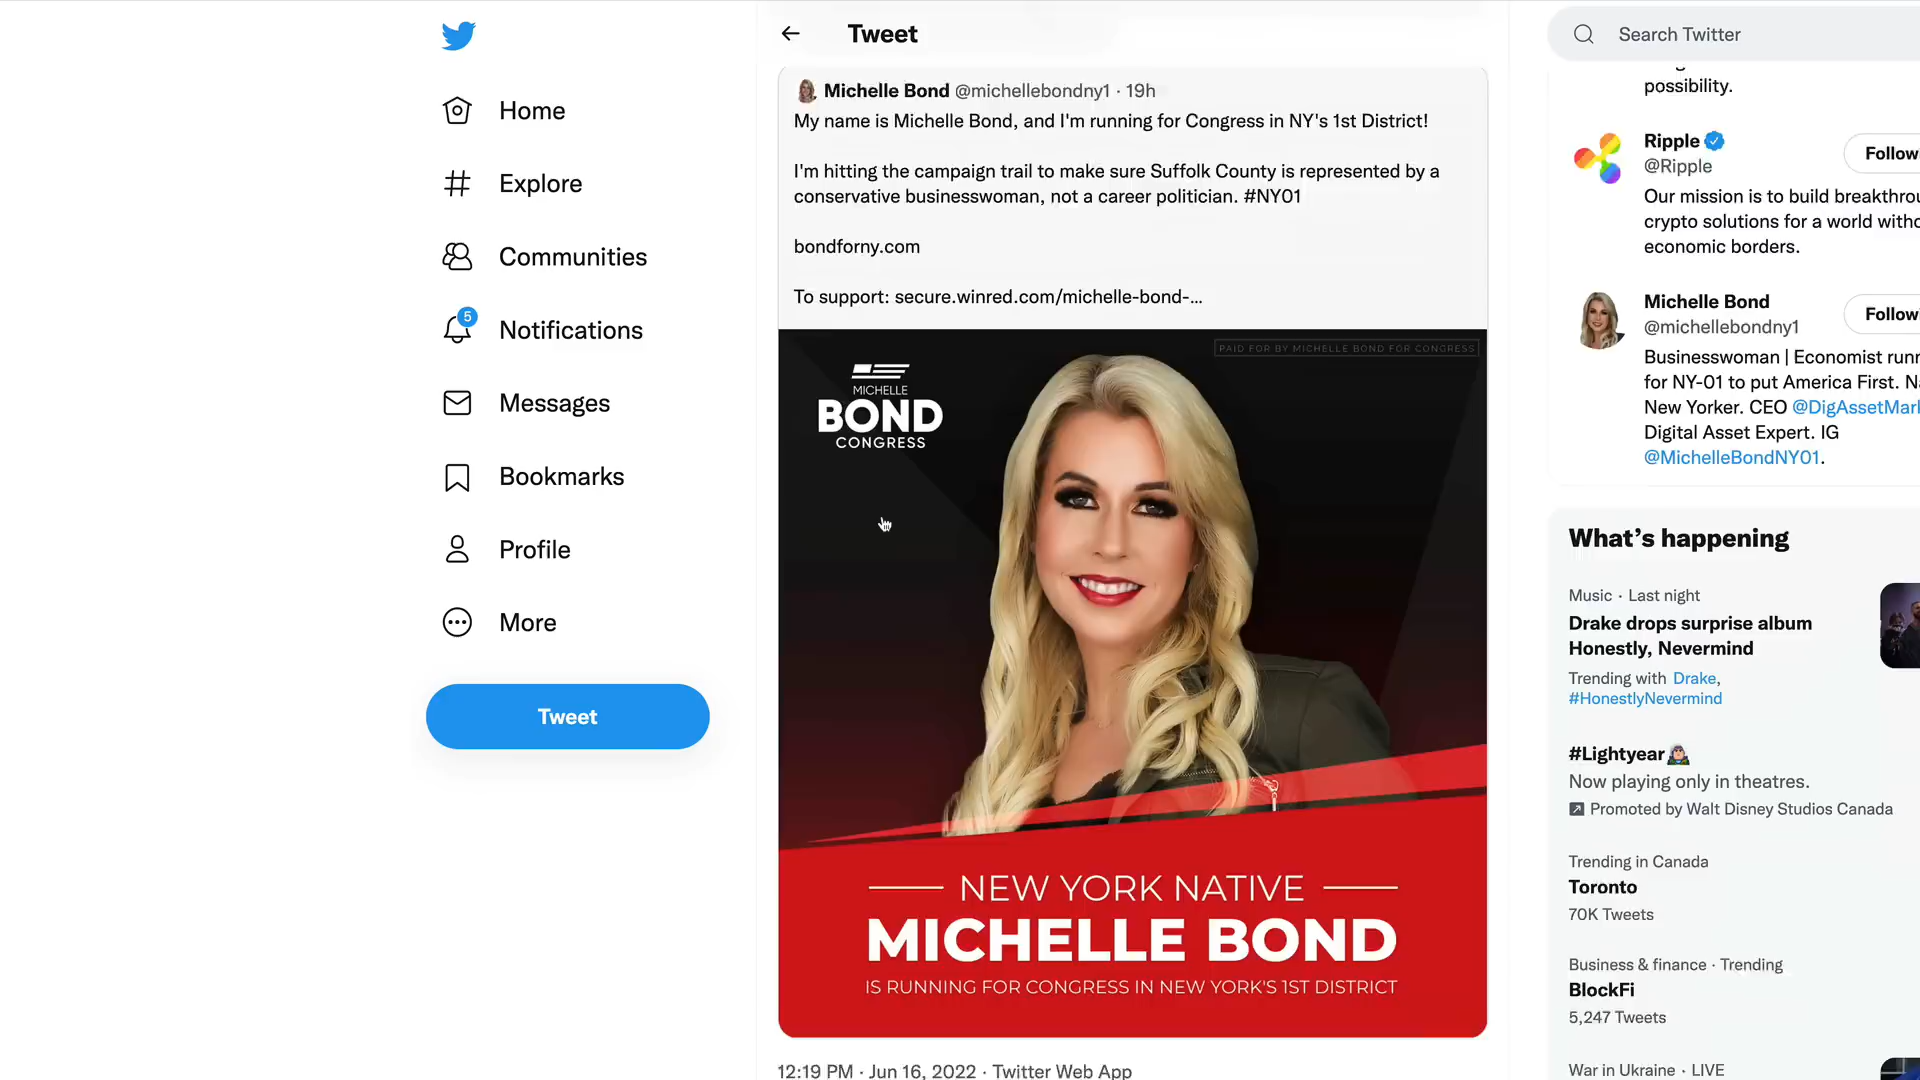 Home
Explore
Communities
5
Notifications
Messages
Bookmarks
Profile
More
Tweet
Tweet
Michelle Bond @michellebondny1 · 19h
My name is Michelle Bond, and I'm running for Congress in NY's 1st District!
I'm hitting the campaign trail to make sure Suffolk County is represented by a
conservative businesswoman, not a career politician. #NY01
bondforny.com
To support: secure.winred.com/michelle-bond-...
PAID FOR BY MICHELLE BOND FOR CONGRESS
MICHELLE
BOND
CONGRESS
NEW YORK NATIVE
MICHELLE BOND
IS RUNNING FOR CONGRESS IN NEW YORK'S 1ST DISTRICT
12:19 PM · Jun 16, 2022 · Twitter Web App
Search Twitter
possibility.
Ripple
@Ripple
Followi
Our mission is to build breakthrou
crypto solutions for a world witho
economic borders.
Michelle Bond
@michellebondny1
Followi
Businesswoman | Economist runn
for NY-01 to put America First. Na
New Yorker. CEO @DigAssetMark
Digital Asset Expert. IG
@MichelleBondNY01.
What's happening
Music · Last night
Drake drops surprise album
Honestly, Nevermind
Trending with Drake,
#HonestlyNevermind
#Lightyear
Now playing only in theatres.
Promoted by Walt Disney Studios Canada
Trending in Canada
Toronto
70K Tweets
Business & finance · Trending
BlockFi
5,247 Tweets
War in Ukraine · LIVE